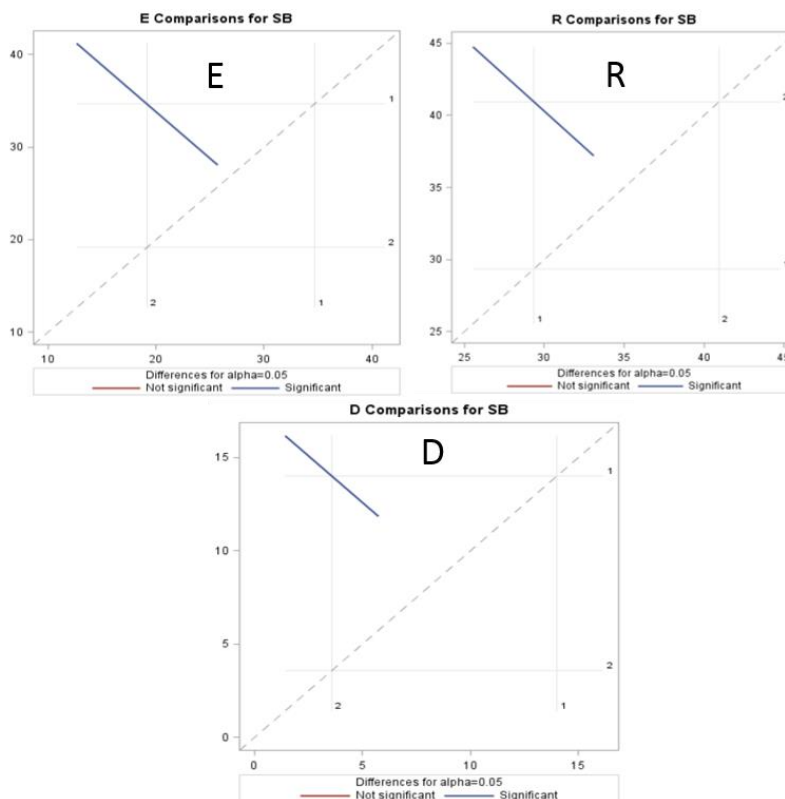 E Comparisons for SB
E
40
30
20
10
1
2
2
1
10 20 30 40
Differences for alpha=0.05
Not significant Significant
R Comparisons for SB
R
45
40
35
30
25
1
2
25 30 35 40 45
Differences for alpha=0.05
Not significant Significant
D Comparisons for SB
D
15
10
5
0
1
2
2
1
0 5 10 15
Differences for alpha=0.05
Not significant Significant